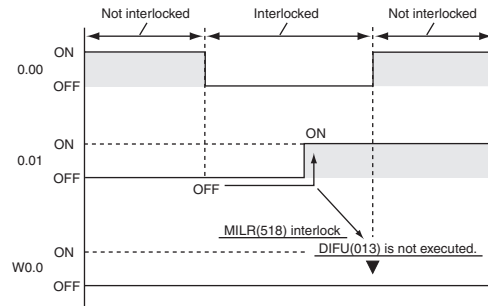 Not interlocked Interlocked Not interlocked
ON
0.00
OFF
ON
ON
0.01
OFF
OFF
MILR(518) interlock
DIFU(013) is not executed.
ON
W0.0
OFF